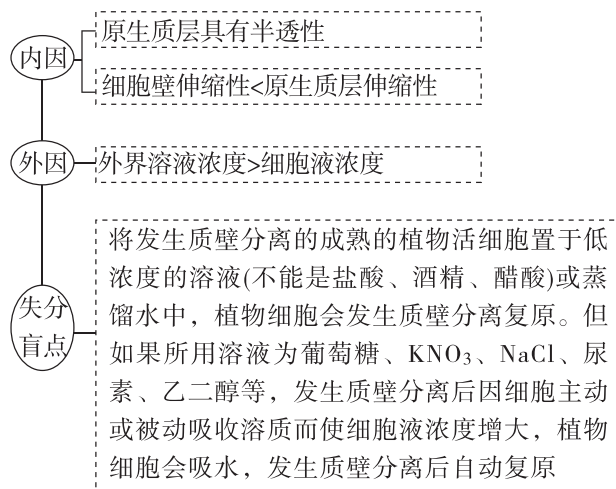 原生质层具有半透性
内因
细胞壁伸缩性<原生质层伸缩性
外因
外界溶液浓度>细胞液浓度
失分
盲点
将发生质壁分离的成熟的植物活细胞置于低
浓度的溶液(不能是盐酸、酒精、醋酸)或蒸
馏水中，植物细胞会发生质壁分离复原。但
如果所用溶液为葡萄糖、KNO₃、NaCl、尿
素、乙二醇等，发生质壁分离后因细胞主动
或被动吸收溶质而使细胞液浓度增大，植物
细胞会吸水，发生质壁分离后自动复原